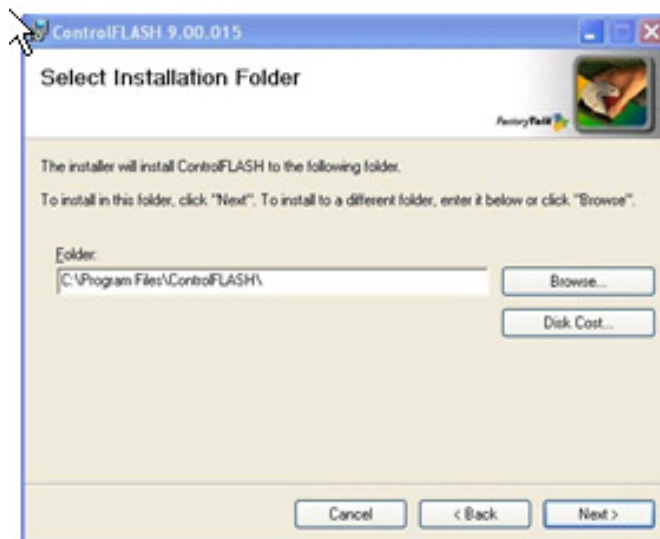 ControlFLASH 9.00.015
Select Installation Folder
FactoryTalk
The installer will install ControlFLASH to the following folder.
To install in this folder, click "Next". To install to a different folder, enter it below or click "Browse".
Folder:
C:\Program Files\ControlFLASH\
Browse...
Disk Cost...
Cancel
< Back
Next >